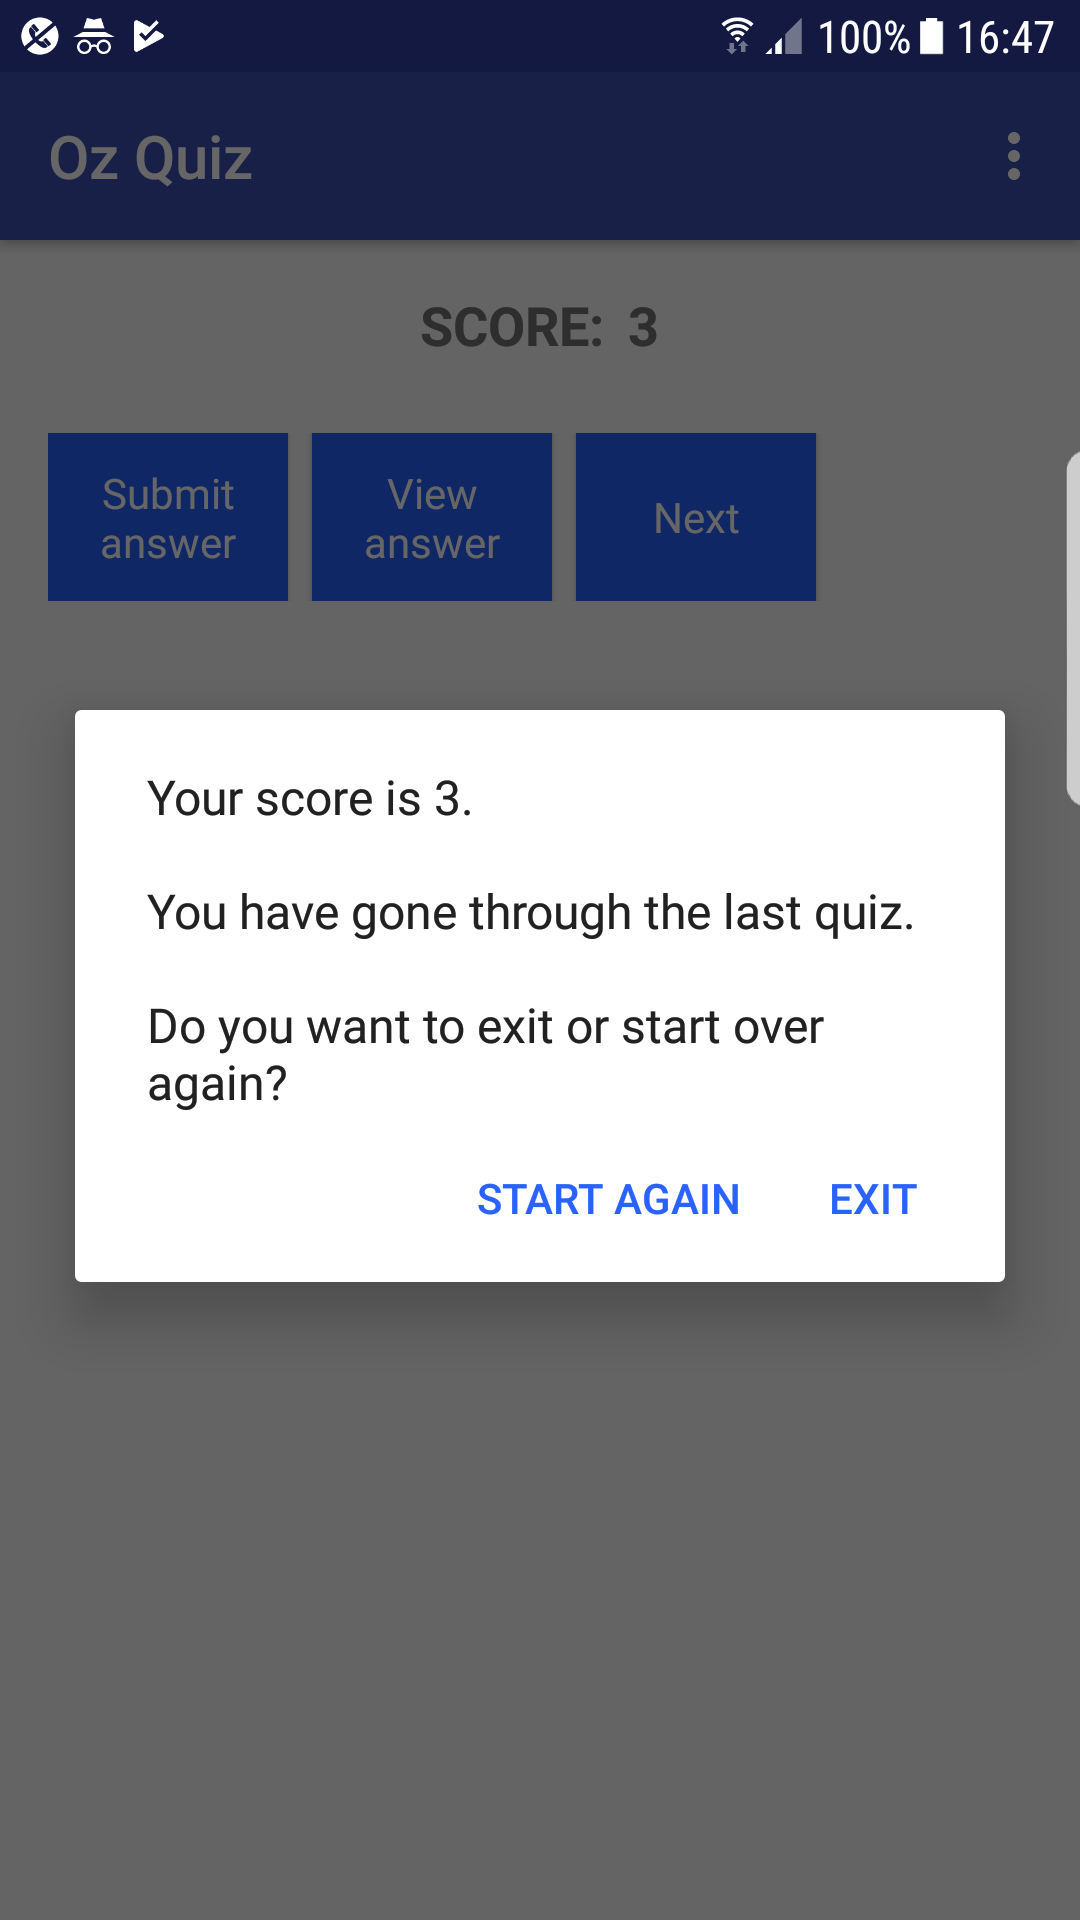 100% 16:47
Oz Quiz
SCORE: 3
Submit
answer
View
answer
Next
Your score is 3.
You have gone through the last quiz.
Do you want to exit or start over
again?
START AGAIN EXIT